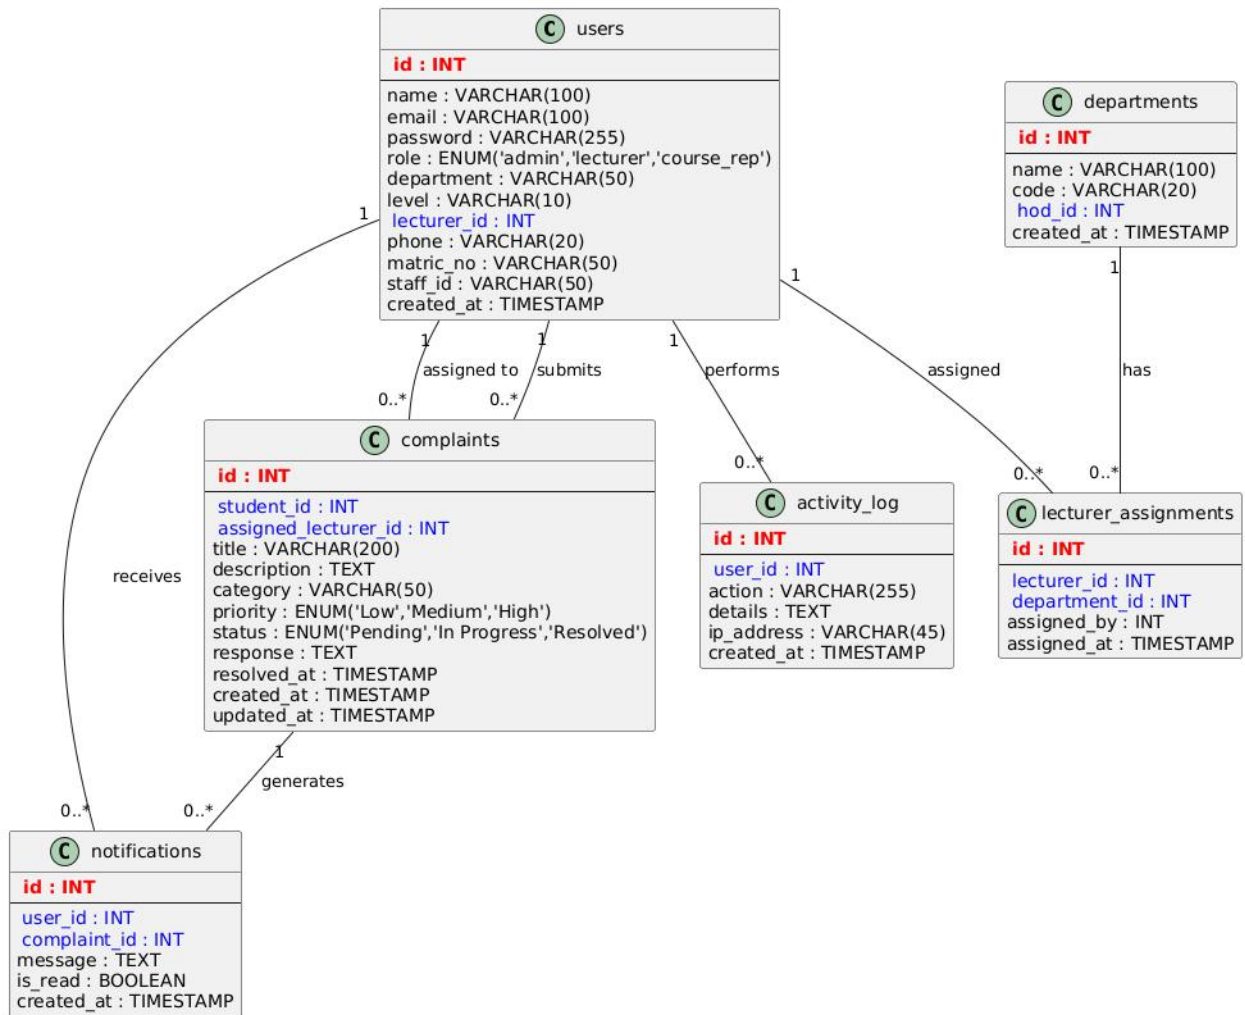 C users
id : INT
name : VARCHAR(100)
email : VARCHAR(100)
password : VARCHAR(255)
role : ENUM('admin','lecturer','course_rep')
department : VARCHAR(50)
level : VARCHAR(10)
lecturer_id : INT
phone : VARCHAR(20)
matric_no : VARCHAR(50)
staff_id : VARCHAR(50)
created_at : TIMESTAMP
C departments
id : INT
name : VARCHAR(100)
code : VARCHAR(20)
hod_id : INT
created_at : TIMESTAMP
1
1
1
1
1
1
assigned to
submits
performs
assigned
has
0..*
0..*
0..*
0..*
0..*
C complaints
id : INT
student_id : INT
assigned_lecturer_id : INT
title : VARCHAR(200)
description : TEXT
category : VARCHAR(50)
priority : ENUM('Low','Medium','High')
status : ENUM('Pending','In Progress','Resolved')
response : TEXT
resolved_at : TIMESTAMP
created_at : TIMESTAMP
updated_at : TIMESTAMP
C activity_log
id : INT
user_id : INT
action : VARCHAR(255)
details : TEXT
ip_address : VARCHAR(45)
created_at : TIMESTAMP
C lecturer_assignments
id : INT
lecturer_id : INT
department_id : INT
assigned_by : INT
assigned_at : TIMESTAMP
receives
1
generates
0..*
0..*
C notifications
id : INT
user_id : INT
complaint_id : INT
message : TEXT
is_read : BOOLEAN
created_at : TIMESTAMP